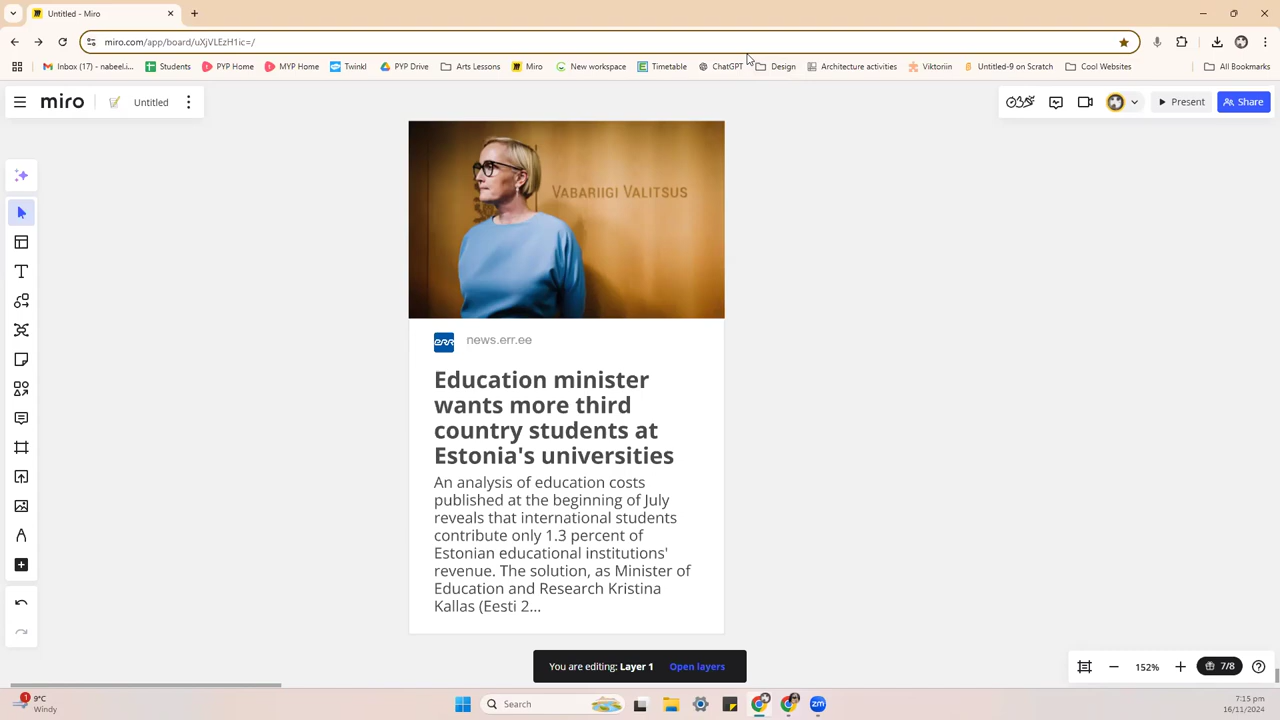 Untitled - Miro
miro.com/app/board/uXjVLEzH1ic=/
Inbox (17) - nabeel.i... Students PYP Home MYP Home Twinkl PYP Drive Arts Lessons Miro New workspace Timetable ChatGPT Design Architecture activities Viktoriin Untitled-9 on Scratch Cool Websites All Bookmarks
miro Untitled Present Share
VABARIIGI VALITSUS
err news.err.ee
Education minister
wants more third
country students at
Estonia's universities
An analysis of education costs
published at the beginning of July
reveals that international students
contribute only 1.3 percent of
Estonian educational institutions'
revenue. The solution, as Minister of
Education and Research Kristina
Kallas (Eesti 2...
You are editing: Layer 1 Open layers
152% 7/8
1 9°C
Windy
Search
7:15 pm
16/11/2024